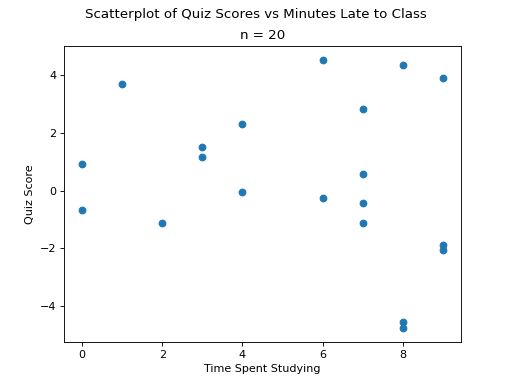 Scatterplot of Quiz Scores vs Minutes Late to Class
n = 20
4
2
0
−2
−4
Quiz Score
0 2 4 6 8
Time Spent Studying